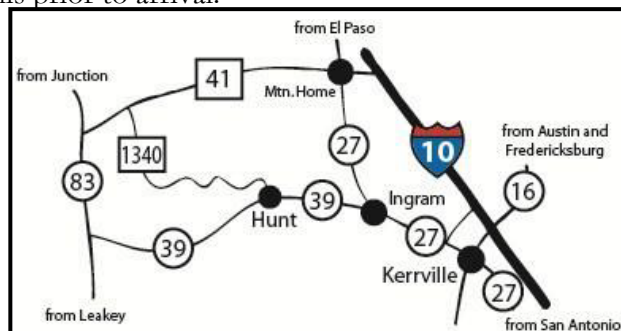 prior to arrival.
from El Paso
from Junction
41
Mtn. Home
27
10
from Austin and
Fredericksburg
1340
16
83
Ingram
39
Hunt
27
39
Kerrville
27
from Leakey
from San Antonio